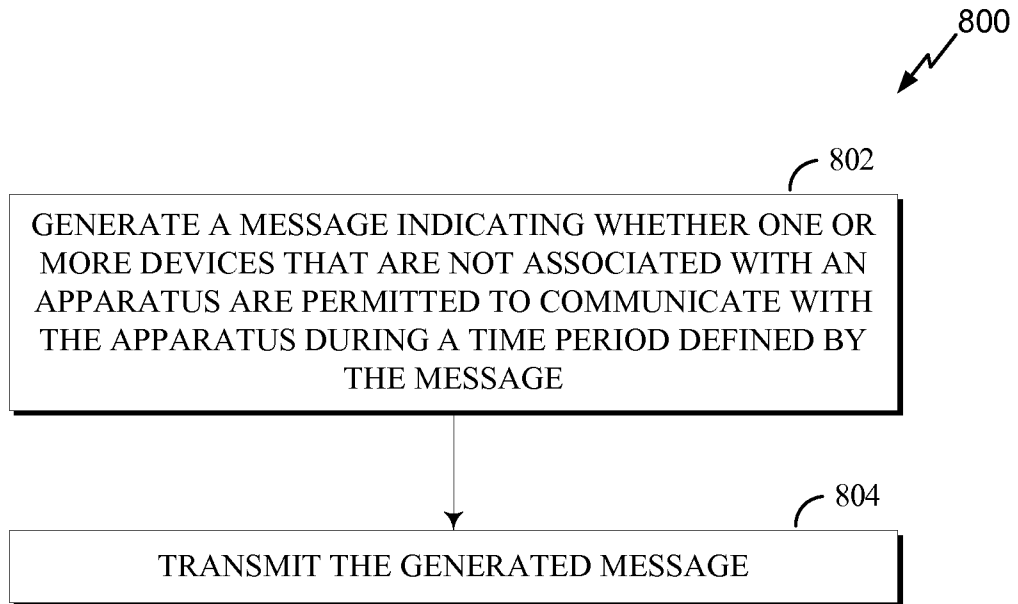 800
802
GENERATE A MESSAGE INDICATING WHETHER ONE OR
MORE DEVICES THAT ARE NOT ASSOCIATED WITH AN
APPARATUS ARE PERMITTED TO COMMUNICATE WITH
THE APPARATUS DURING A TIME PERIOD DEFINED BY
THE MESSAGE
804
TRANSMIT THE GENERATED MESSAGE